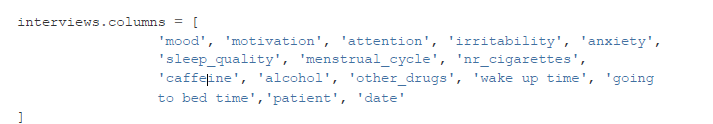 interviews.columns = [
'mood', 'motivation', 'attention', 'irritability', 'anxiety',
'sleep_quality', 'menstrual_cycle', 'nr_cigarettes',
'caffeine', 'alcohol', 'other_drugs', 'wake up time', 'going
to bed time','patient', 'date'
]